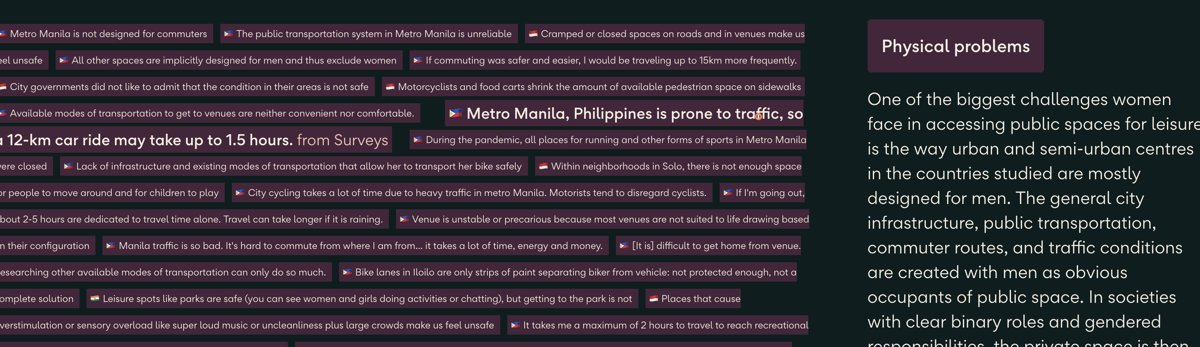 Metro Manila is not designed for commuters The public transportation system in Metro Manila is unreliable Cramped or closed spaces on roads and in venues make us
feel unsafe All other spaces are implicitly designed for men and thus exclude women If commuting was safer and easier, I would be traveling up to 15km more frequently.
City governments did not like to admit that the condition in their areas is not safe Motorcyclists and food carts shrink the amount of available pedestrian space on sidewalks
Available modes of transportation to get to venues are neither convenient nor comfortable. Metro Manila, Philippines is prone to traffic, so
a 12-km car ride may take up to 1.5 hours. from Surveys During the pandemic, all places for running and other forms of sports in Metro Manila
were closed Lack of infrastructure and existing modes of transportation that allow her to transport her bike safely Within neighborhoods in Solo, there is not enough space
or people to move around and for children to play City cycling takes a lot of time due to heavy traffic in metro Manila. Motorists tend to disregard cyclists. If I'm going out,
about 2-5 hours are dedicated to travel time alone. Travel can take longer if it is raining. Venue is unstable or precarious because most venues are not suited to life drawing based
n their configuration Manila traffic is so bad. It's hard to commute from where I am from... it takes a lot of time, energy and money. [It is] difficult to get home from venue.
esearching other available modes of transportation can only do so much. Bike lanes in Iloilo are only strips of paint separating biker from vehicle: not protected enough, not a
omplete solution Leisure spots like parks are safe (you can see women and girls doing activities or chatting), but getting to the park is not Places that cause
verstimulation or sensory overload like super loud music or uncleanliness plus large crowds make us feel unsafe It takes me a maximum of 2 hours to travel to reach recreational
Physical problems
One of the biggest challenges women
face in accessing public spaces for leisure
is the way urban and semi-urban centres
in the countries studied are mostly
designed for men. The general city
infrastructure, public transportation,
commuter routes, and traffic conditions
are created with men as obvious
occupants of public space. In societies
with clear binary roles and gendered
responsibilities, the private space is then